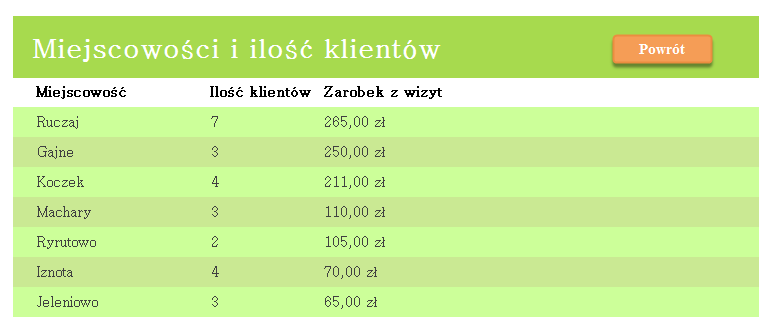 Miejscowości i ilość klientów
Powrót
Miejscowość Ilość klientów Zarobek z wizyt
Ruczaj 7 265,00 zł
Gajne 3 250,00 zł
Koczek 4 211,00 zł
Machary 3 110,00 zł
Ryrutowo 2 105,00 zł
Iznota 4 70,00 zł
Jeleniowo 3 65,00 zł